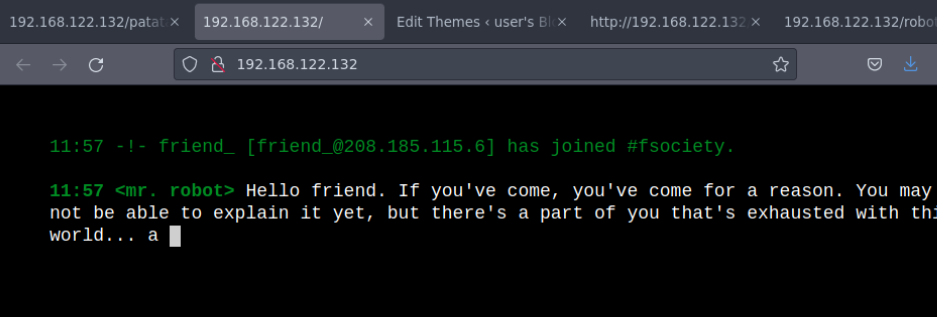 192.168.122.132/patat
192.168.122.132/
Edit Themes ‹ user's Blo
http://192.168.122.132
192.168.122.132/robot
192.168.122.132
11:57 -!- friend_ [friend_@208.185.115.6] has joined #fsociety.
11:57 <mr. robot> Hello friend. If you've come, you've come for a reason. You may
not be able to explain it yet, but there's a part of you that's exhausted with thi
world... a